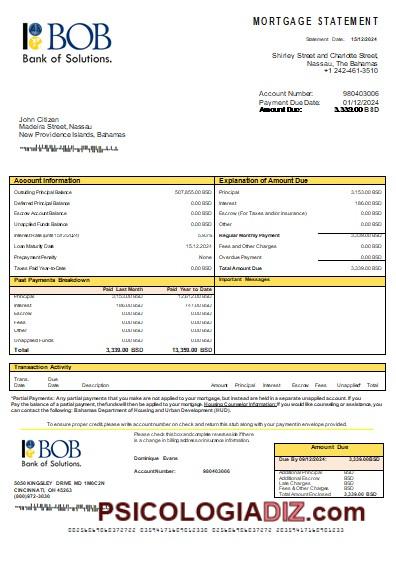 MORTGAGE STATEMENT
BOB
Bank of Solutions.
Statement Date: 15/12/2024
Shirley Street and Charlotte Street,
Nassau, The Bahamas
+1 242-461-3510
Account Number: 980403006
Payment Due Date: 01/12/2024
Amount Due: 3,339.00 BSD
John Citizen
Madeira Street, Nassau
New Providence Islands, Bahamas
Account Information
Outstanding Principal Balance 507,855.00 BSD
Deferred Principal Balance 0.00 BSD
Escrow Account Balance 0.00 BSD
Unapplied Funds Balance 0.00 BSD
Interest Rate (Until 15/12/2024)
Loan Maturity Date 15.12.2024
Prepayment Penalty None
Taxes Paid Year-to-Date 0.00 BSD
Explanation of Amount Due
Principal 3,153.00 BSD
Interest 186.00 BSD
Escrow (For Taxes and/or Insurance) 0.00 BSD
Other 0.00 BSD
Regular Monthly Payment 3,339.00 BSD
Fees and Other Charges 0.00 BSD
Overdue Payment 0.00 BSD
Total Amount Due 3,339.00 BSD
Past Payments Breakdown
Paid Last Month Paid Year to Date
Principal 3,153.00 BSD 12,612.00 BSD
Interest 186.00 BSD 747.00 BSD
Escrow 0.00 BSD 0.00 BSD
Fees 0.00 BSD 0.00 BSD
Other 0.00 BSD 0.00 BSD
Unapplied Funds 0.00 BSD 0.00 BSD
Total 3,339.00 BSD 13,359.00 BSD
Important Messages
Transaction Activity
Trans. Due
Date Date Description Amount Principal Interest Escrow Fees Unapplied* Total
*Partial Payments: Any partial payments that you make are not applied to your mortgage, but instead are held in a separate unapplied account. If you
Pay the balance of a partial payment, the funds will then be applied to your mortgage. Housing Counselor Information: If you would like counseling or assistance, you
can contact the following: Bahamas Department of Housing and Urban Development (HUD).
To ensure proper credit, please write account number on check and return this stub along with your payment in envelope provided.
BOB
Bank of Solutions.
Please check this box and complete reverse side if there
is a change in billing address or insurance information.
Dominique Evans
Account Number: 980403006
5050 KINGSLEY DRIVE MD 1M0C2N
CINCINNATI, OH 45263
(800)972-3030
Amount Due
Due By 09/12/2024: 3,339.00 BSD
Additional Principal BSD
Additional Escrow BSD
Late Charges BSD
Fees & Other Charges BSD
Total Amount Enclosed 3,339.00 BSD
PSICOLOGIADIZ.com